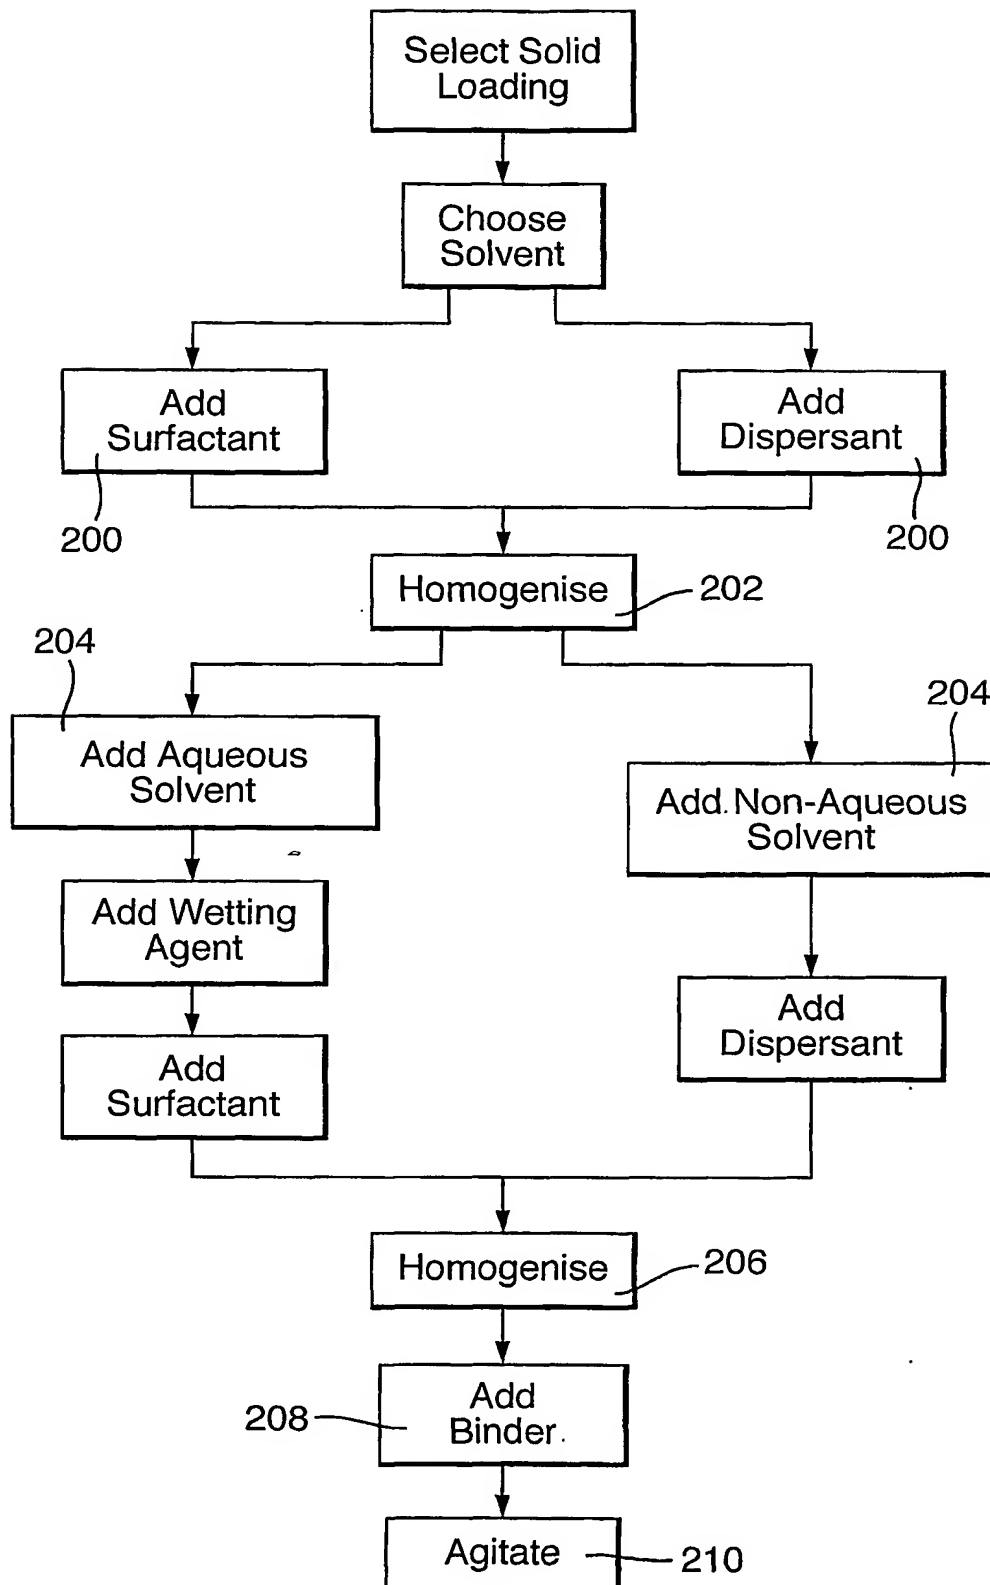 Select Solid
Loading
Choose
Solvent
Add
Surfactant
Add
Dispersant
200
200
Homogenise
202
204
204
Add Aqueous
Solvent
Add Non-Aqueous
Solvent
Add Wetting
Agent
Add
Surfactant
Add
Dispersant
Homogenise
206
Add
Binder
208
Agitate
210